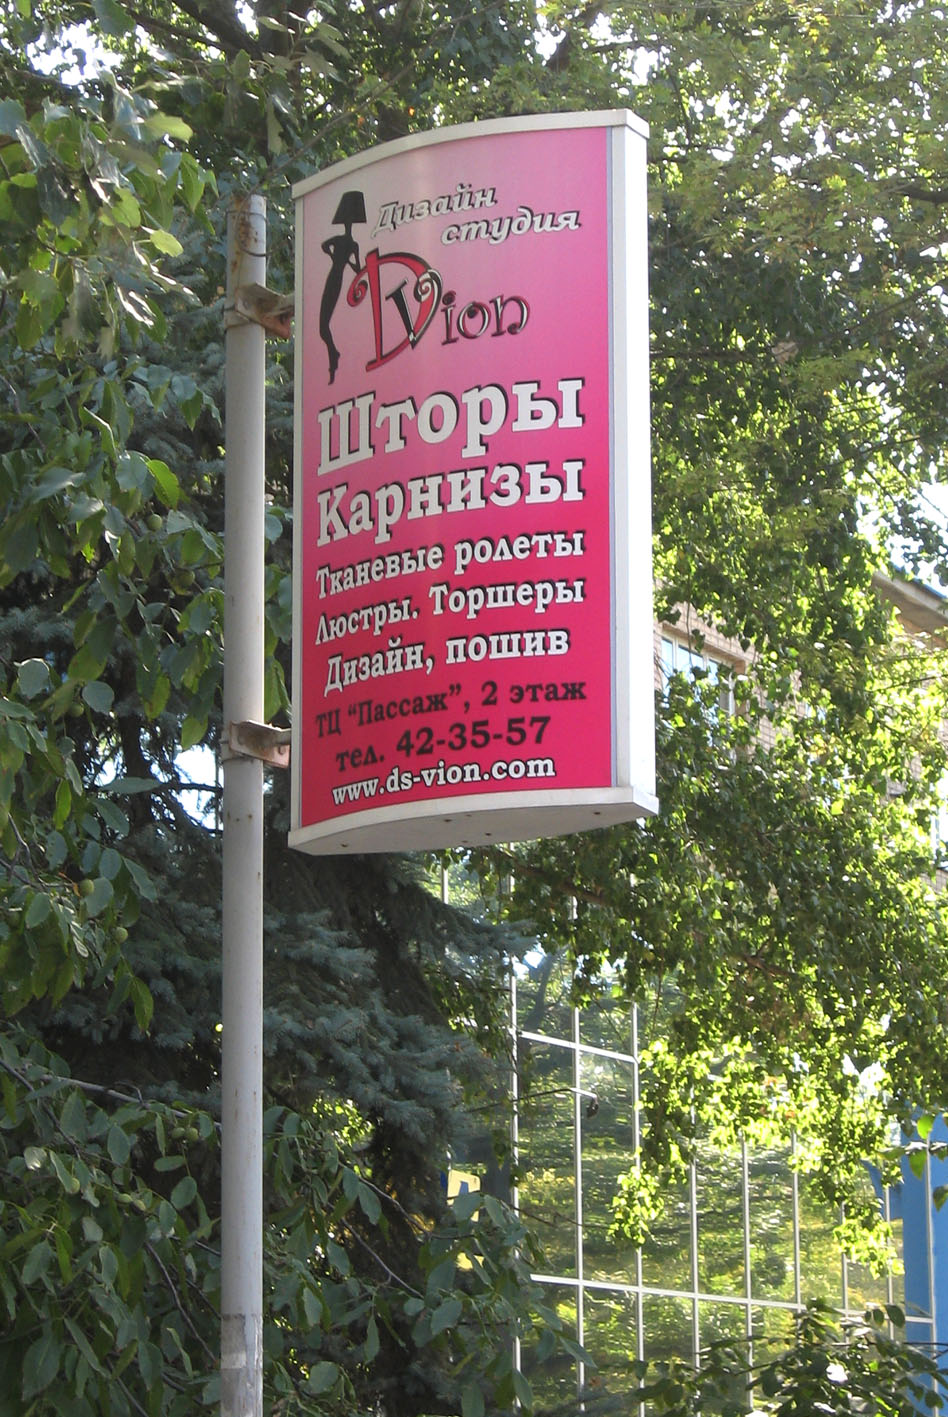 Дизайн
студия
Vion
Шторы
Карнизы
Тканевые ролеты
Люстры. Торшеры
Дизайн, пошив
ТЦ "Пассаж", 2 этаж
тел. 42-35-57
www.ds-vion.com